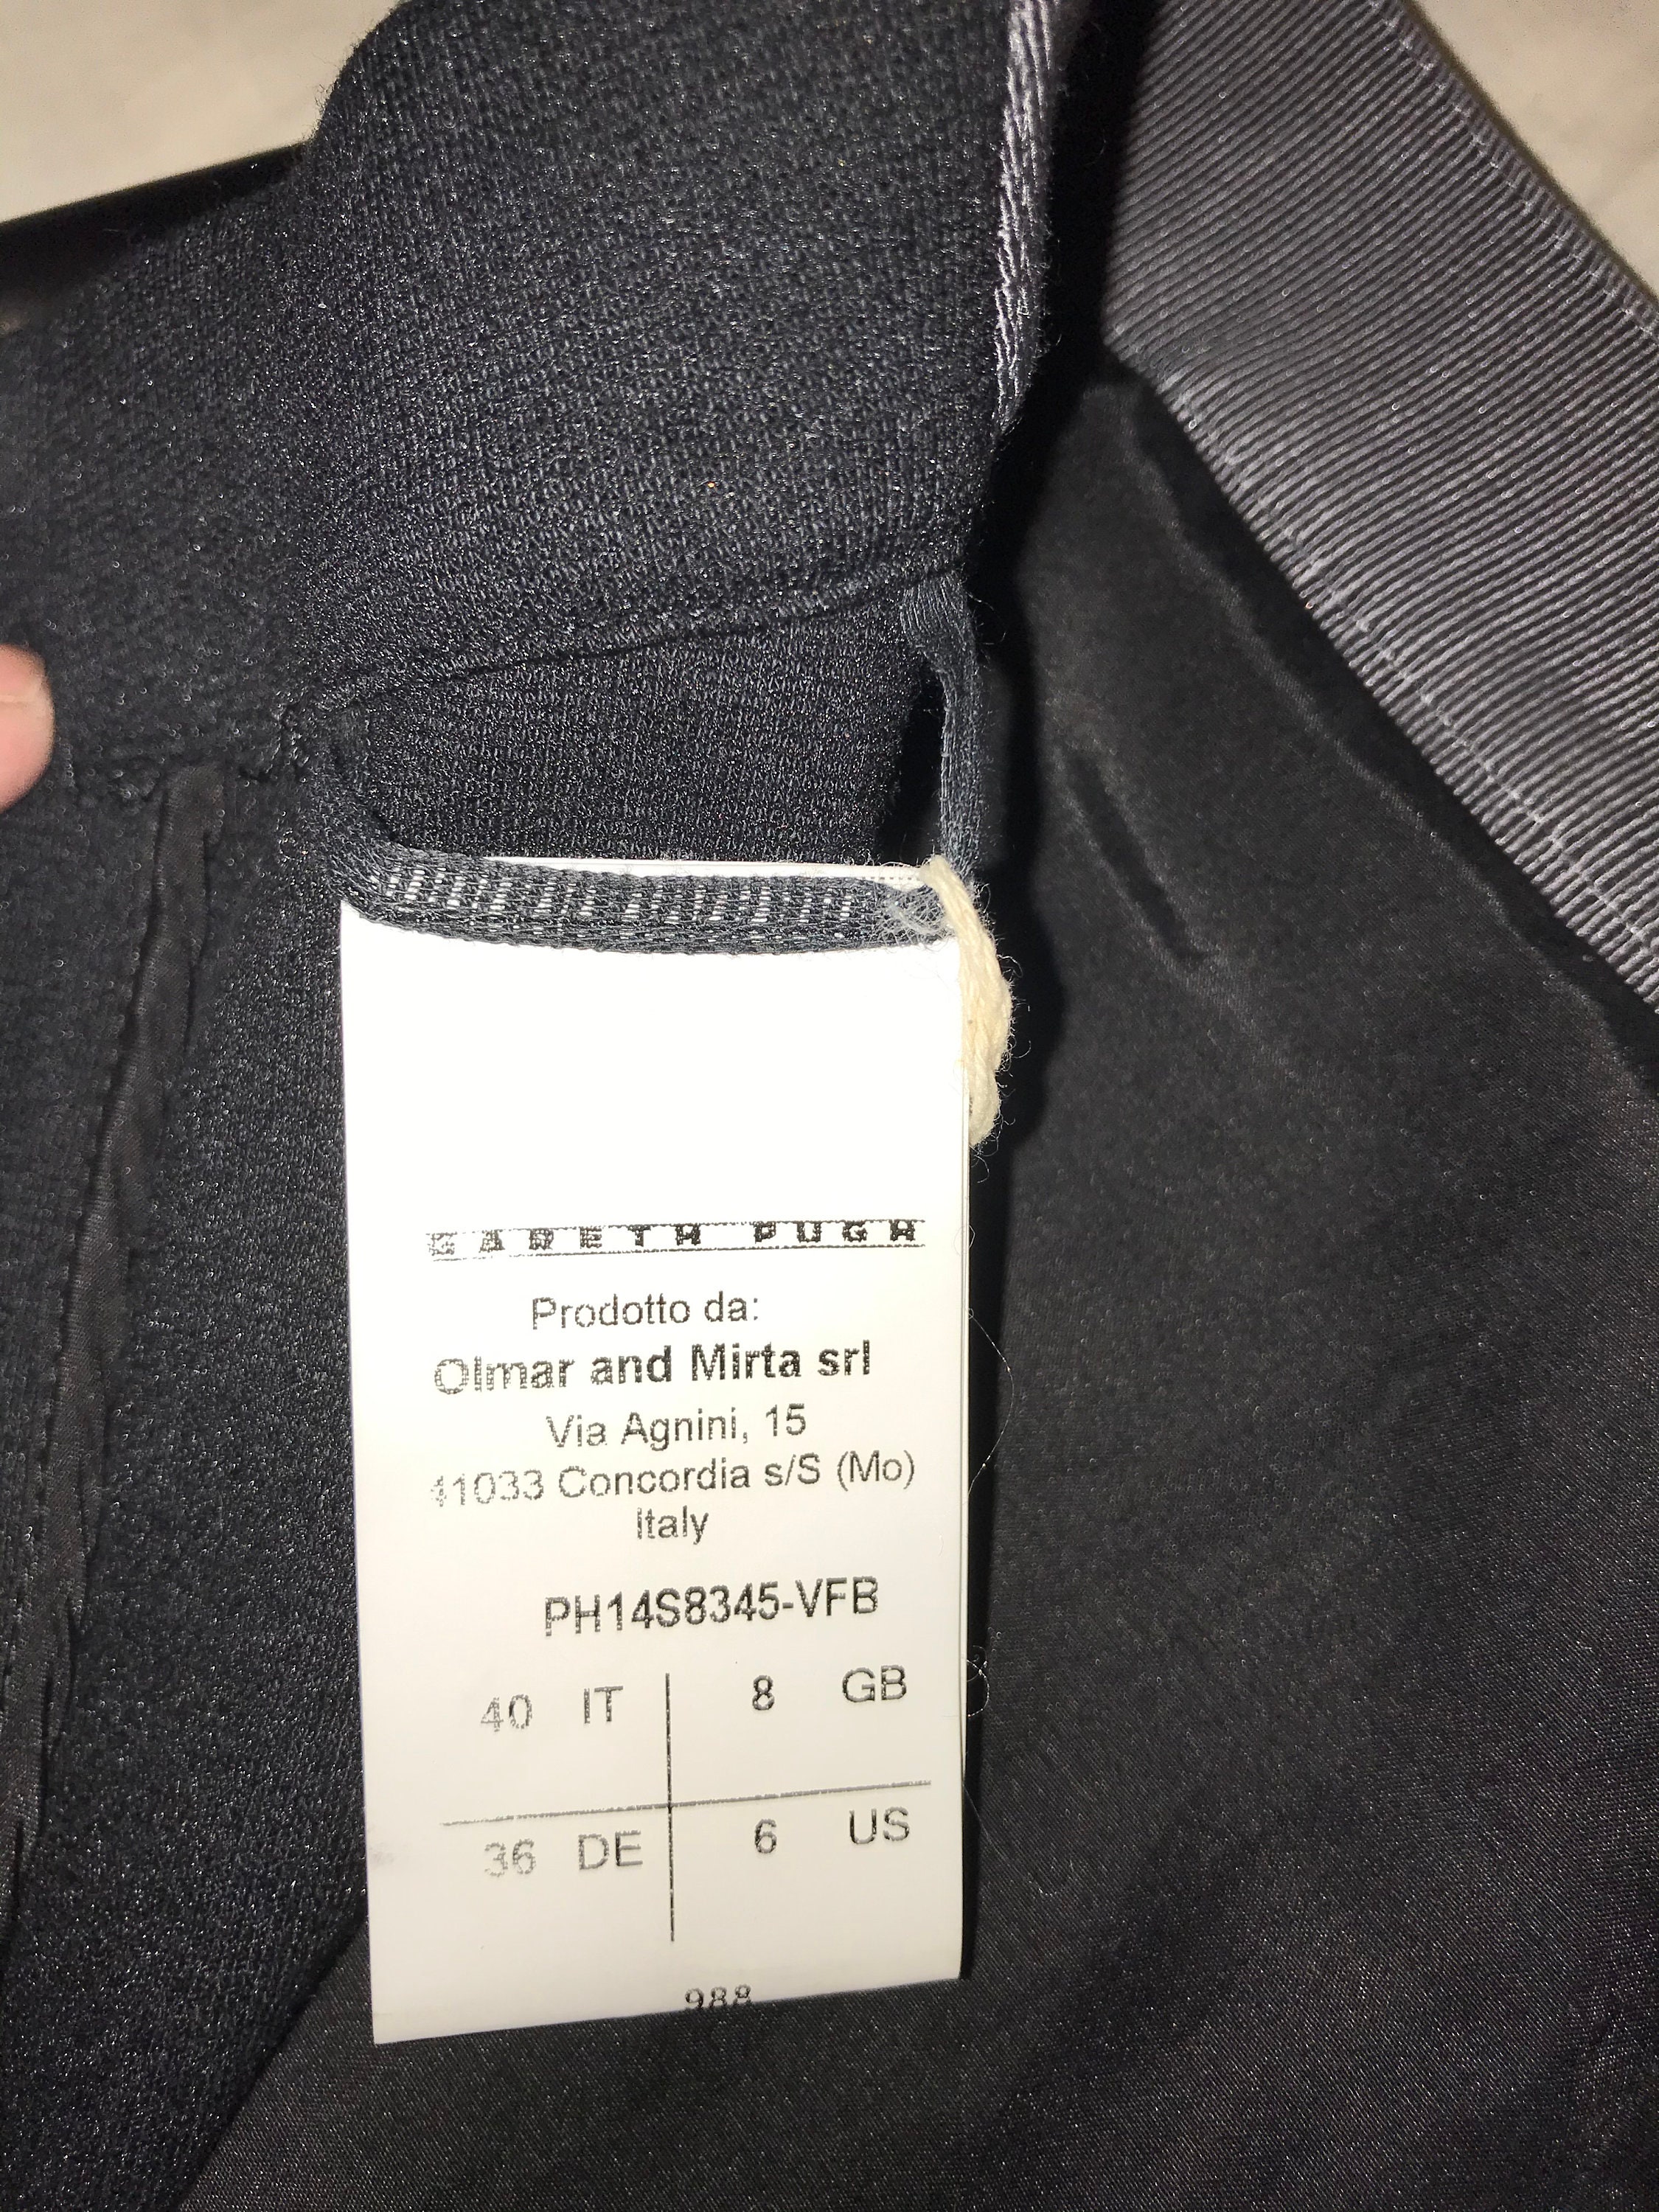 GARETH PUGH
Prodotto da:
Olmar and Mirta srl
Via Agnini, 15
41033 Concordia s/S (Mo)
Italy
PH14S8345-VFB
40 IT 8 GB
36 DE 6 US
988